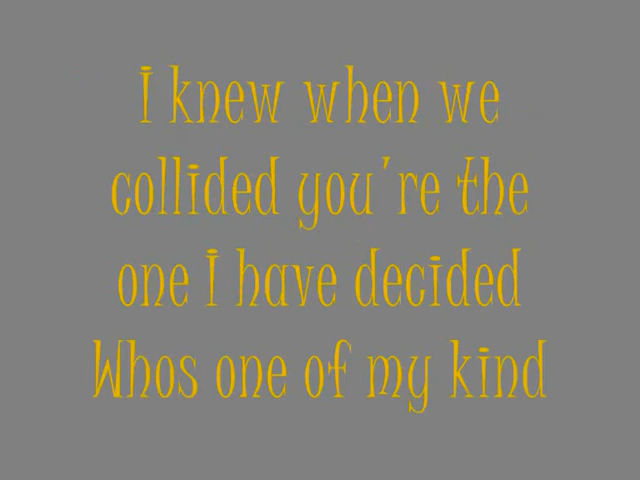 I knew when we
collided you're the
one I have decided
Whos one of my kind